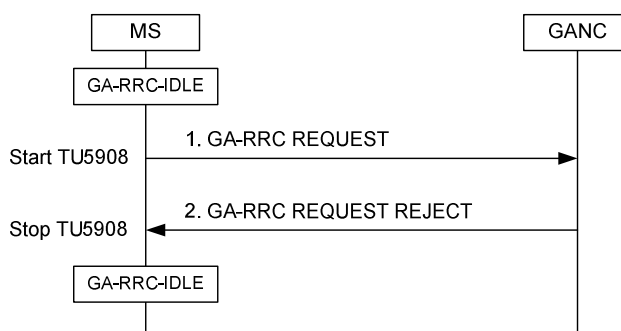 MS
GANC
GA-RRC-IDLE
1. GA-RRC REQUEST
Start TU5908
2. GA-RRC REQUEST REJECT
Stop TU5908
GA-RRC-IDLE